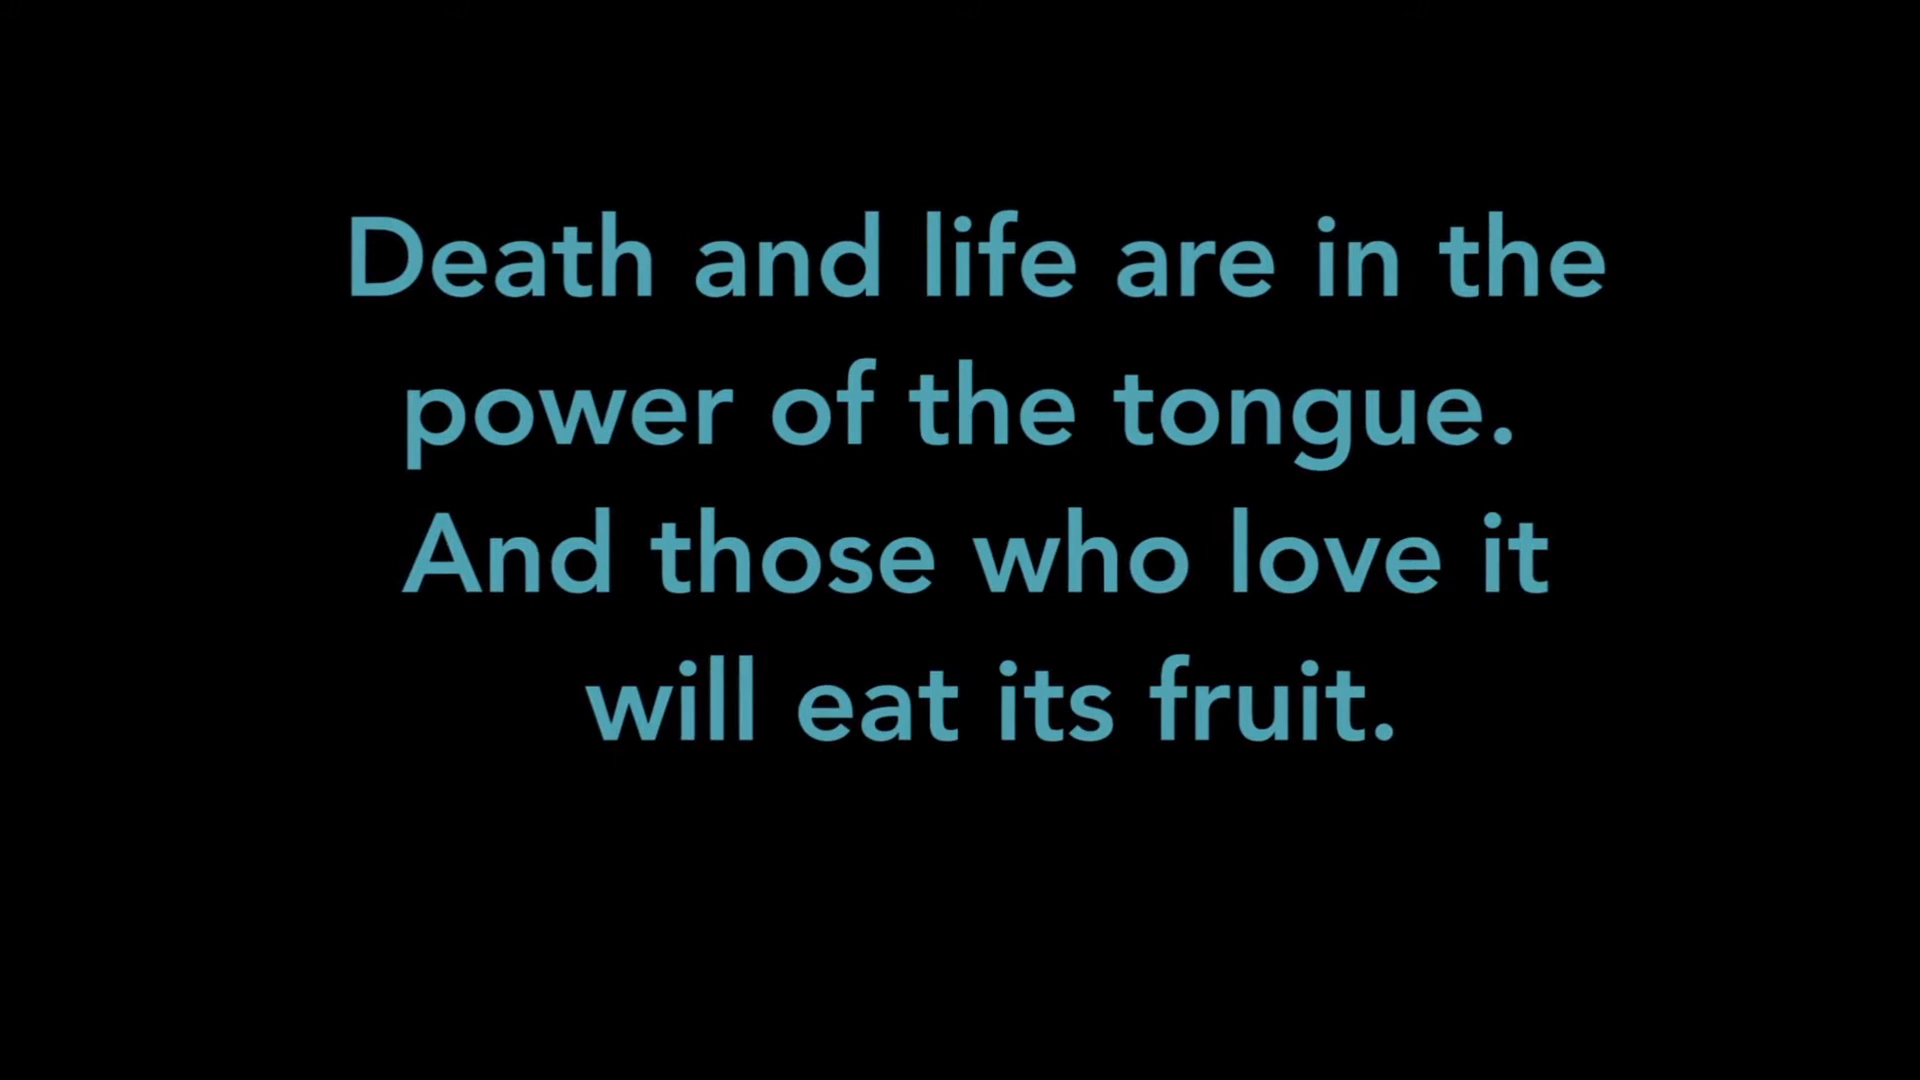 Death and life are in the
power of the tongue.
And those who love it
will eat its fruit.